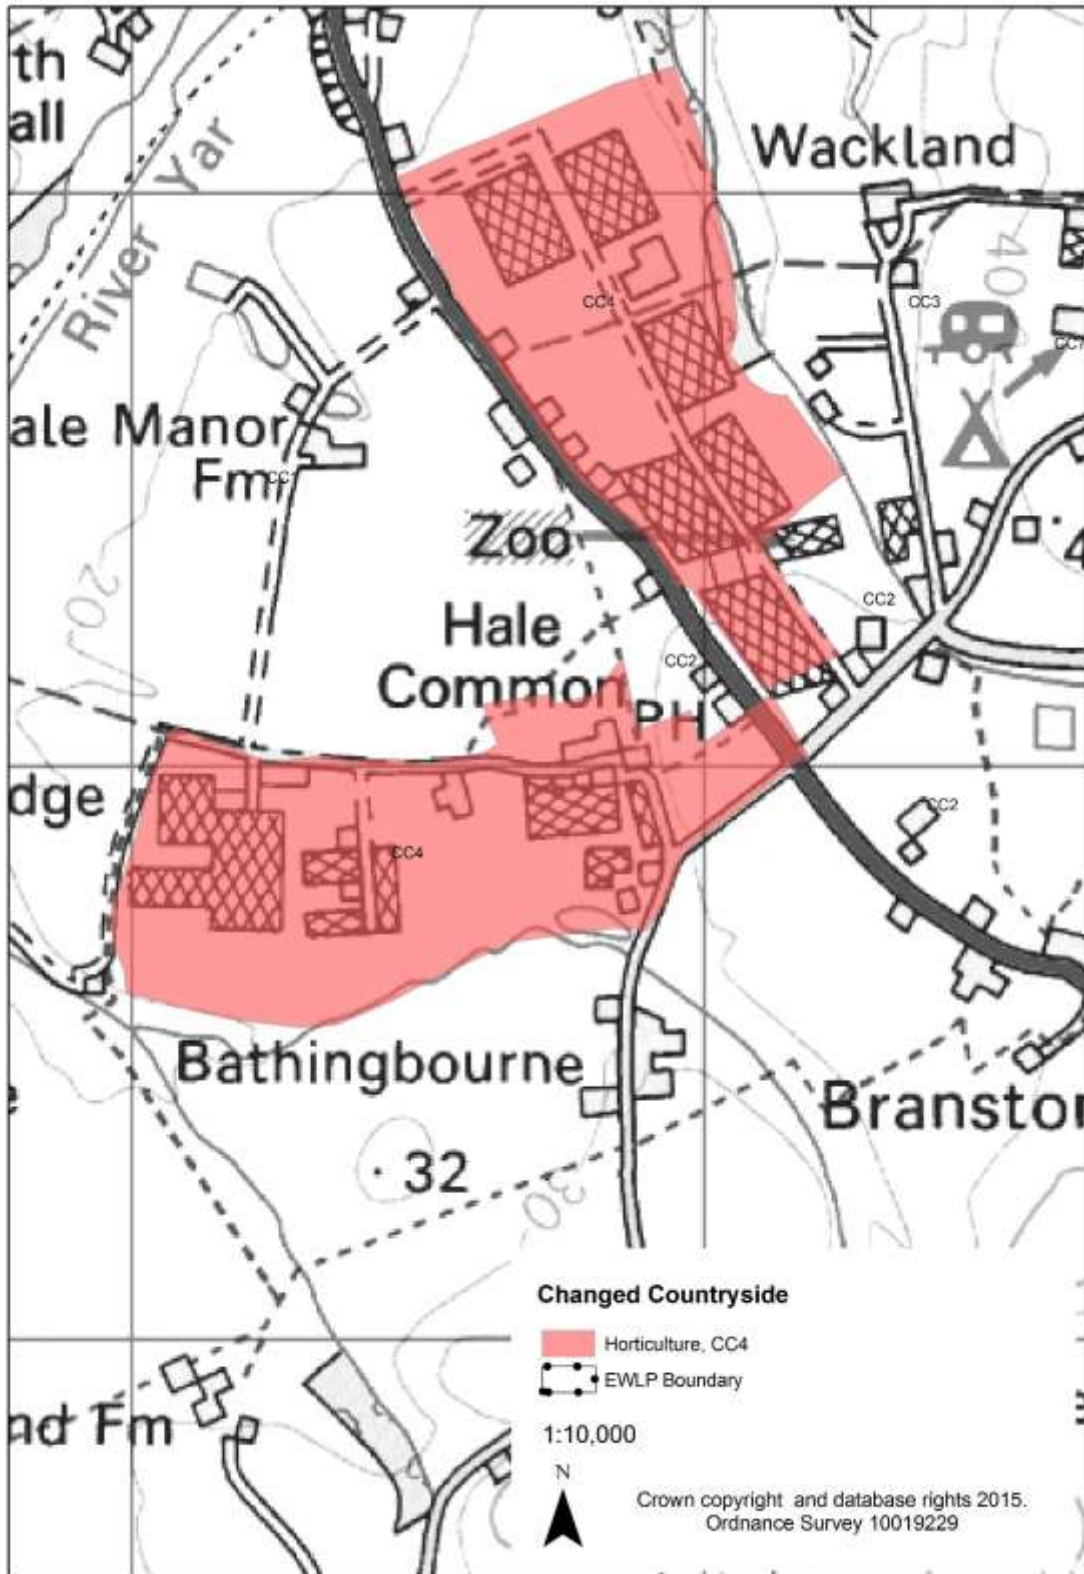 th
all
River Yar
Wackland
40
CC4
CC3
CC1
ale Manor
Fm
CC1
Zoo
20
Hale
Common
CC2
CC2
PH
dge
CC2
CC4
Bathingbourne
Branston
32
30
Changed Countryside
Horticulture, CC4
EWLP Boundary
1:10,000
N
Crown copyright and database rights 2015.
Ordnance Survey 10019229
nd Fm